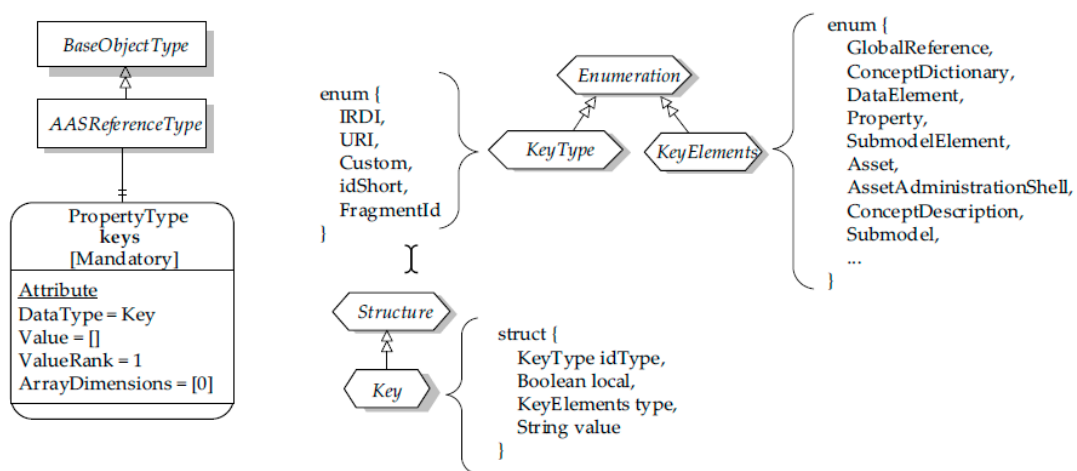 BaseObjectType
AASReferenceType
PropertyType
keys
[Mandatory]
Attribute
DataType = Key
Value = []
ValueRank = 1
ArrayDimensions = [0]
enum {
IRDI,
URI,
Custom,
idShort,
FragmentId
}
Enumeration
KeyType
KeyElements
enum {
GlobalReference,
ConceptDictionary,
DataElement,
Property,
SubmodelElement,
Asset,
AssetAdministrationShell,
ConceptDescription,
Submodel,
...
}
Structure
Key
struct {
KeyType idType,
Boolean local,
KeyElements type,
String value
}